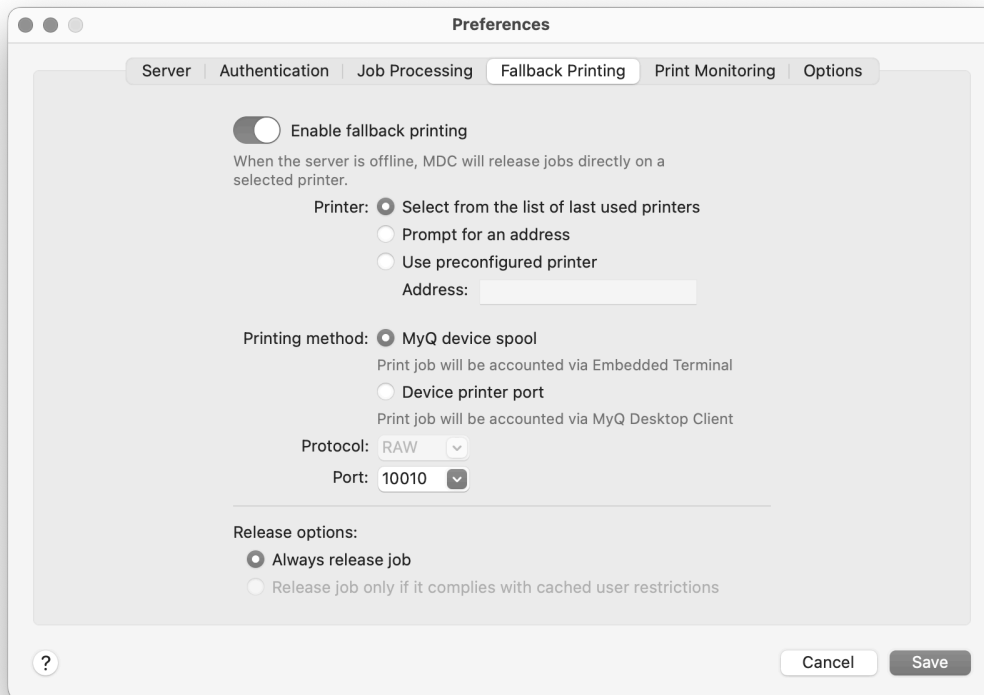 Preferences
Server
Authentication
Job Processing
Fallback Printing
Print Monitoring
Options
Enable fallback printing
When the server is offline, MDC will release jobs directly on a
selected printer.
Printer: Select from the list of last used printers
Prompt for an address
Use preconfigured printer
Address:
Printing method: MyQ device spool
Print job will be accounted via Embedded Terminal
Device printer port
Print job will be accounted via MyQ Desktop Client
Protocol: RAW
Port: 10010
Release options:
Always release job
Release job only if it complies with cached user restrictions
?
Cancel
Save